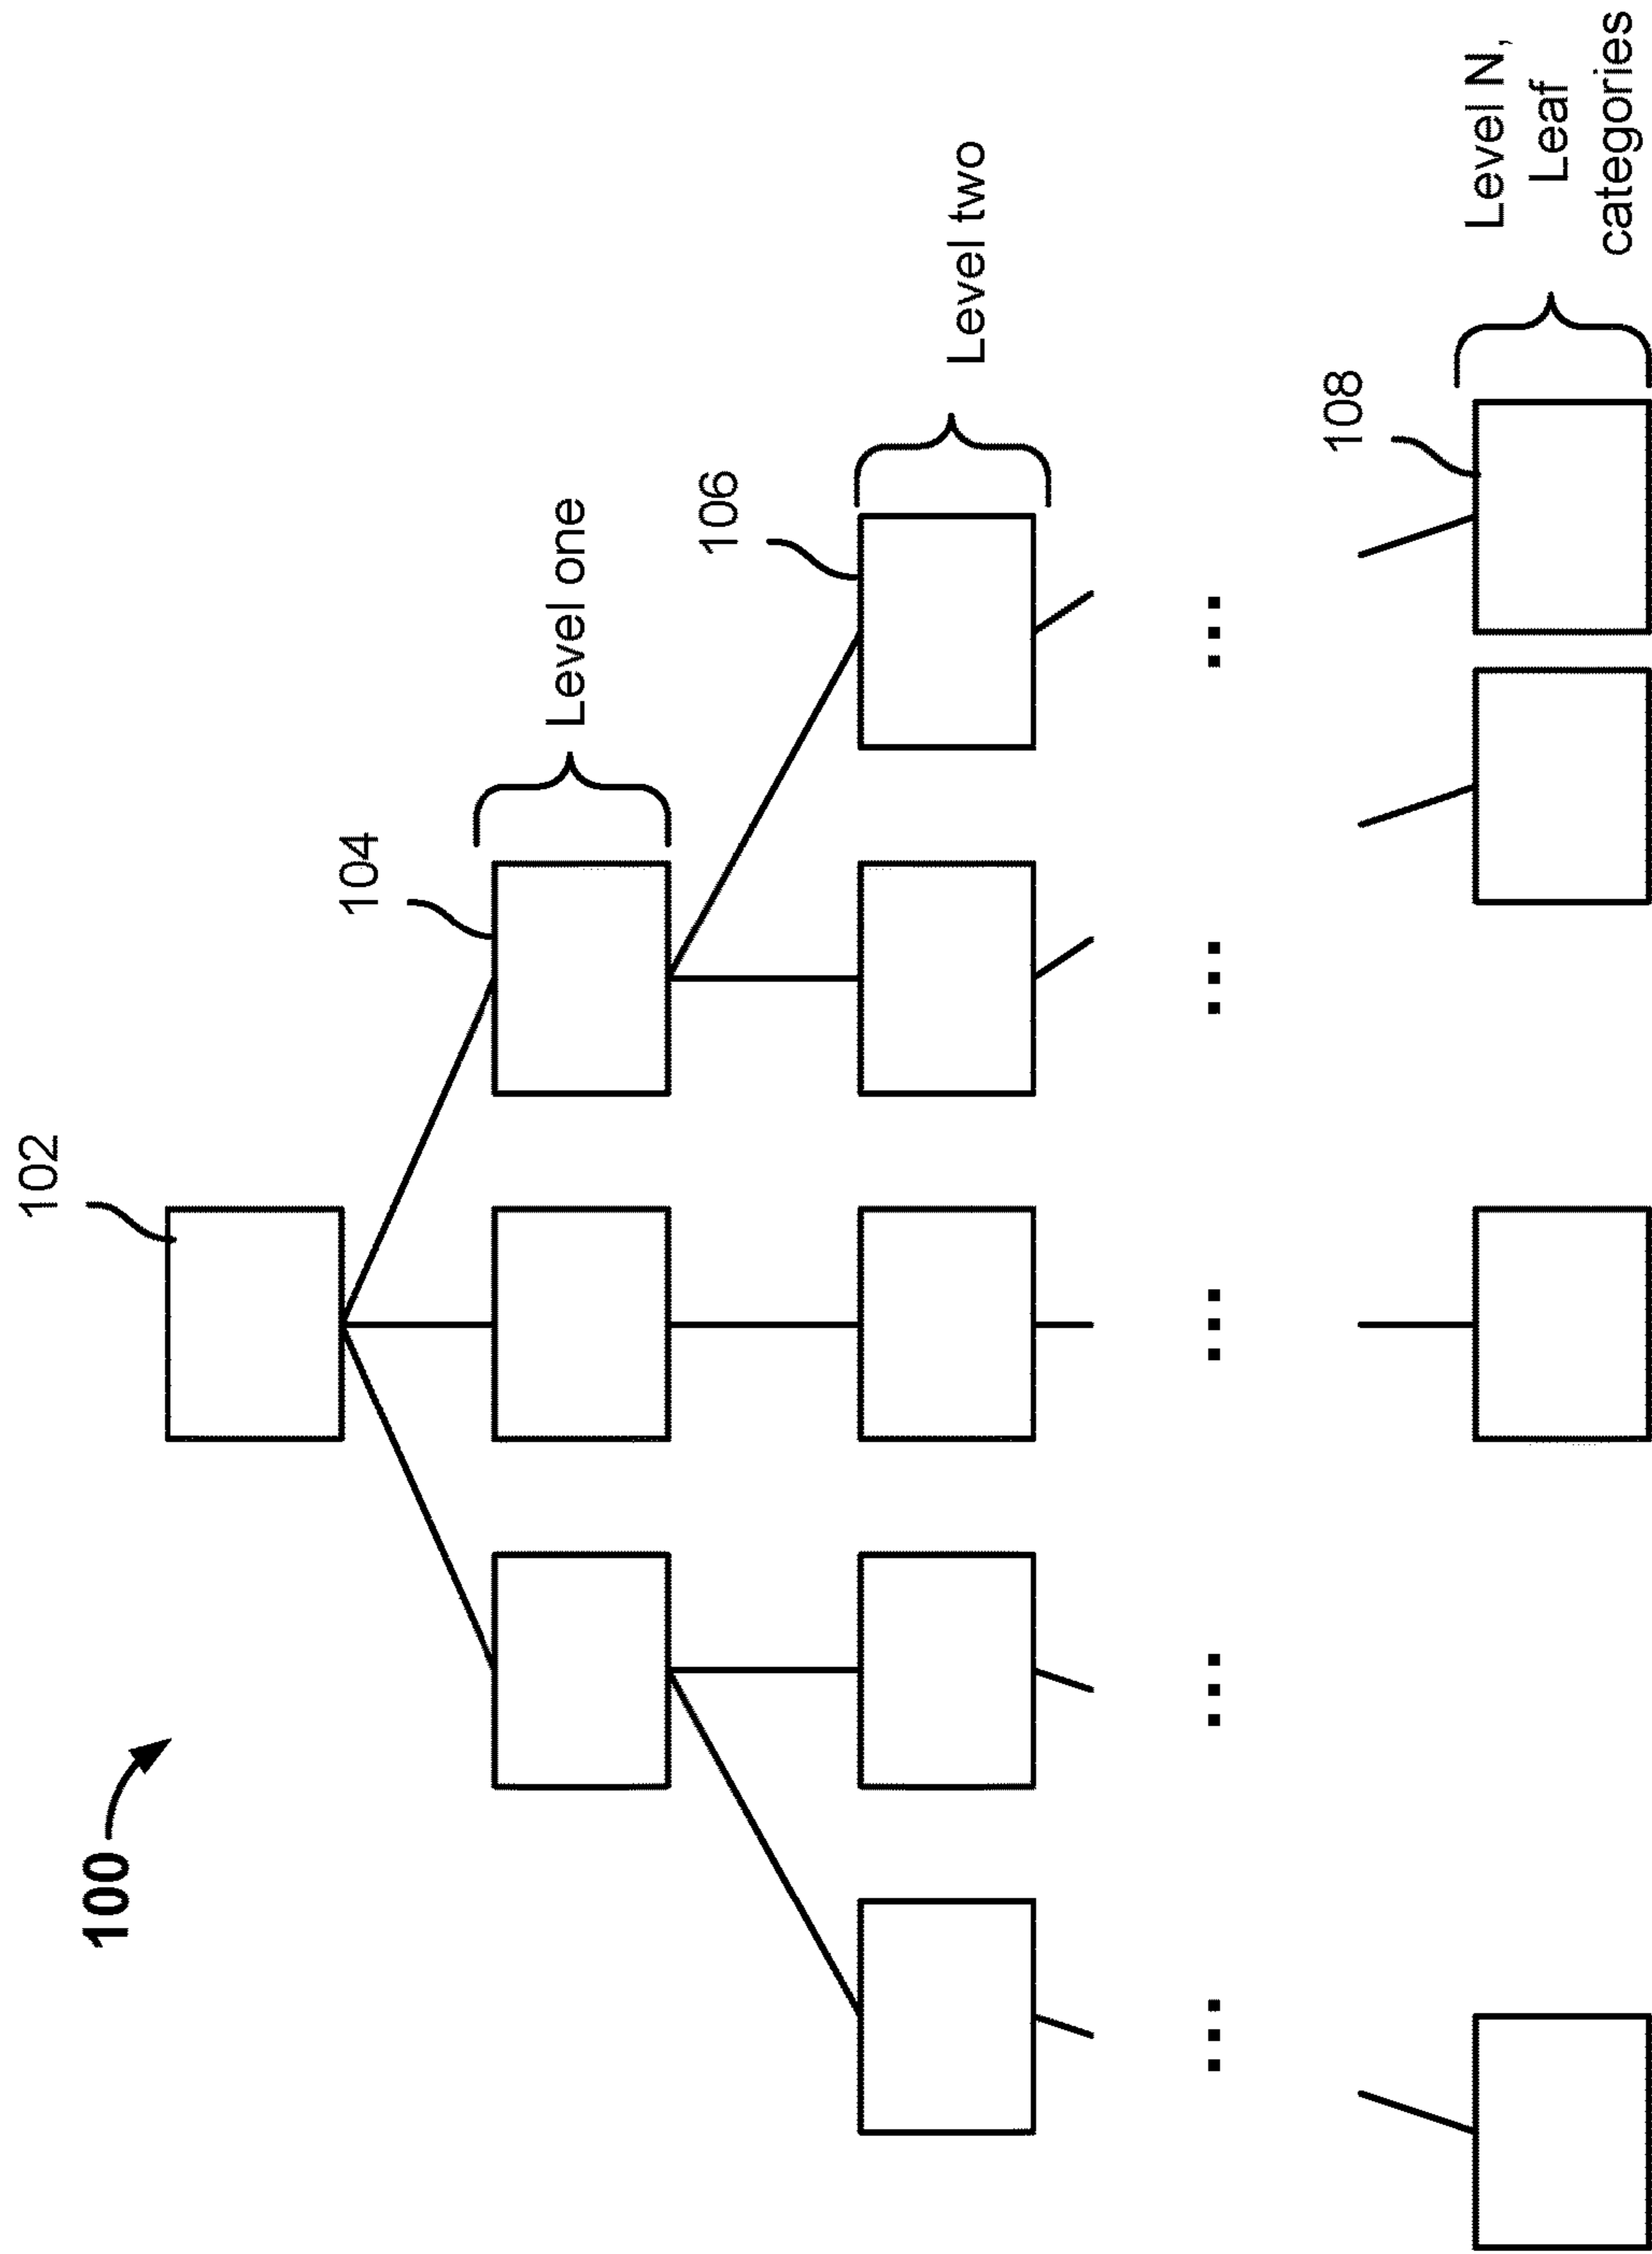 100
102
104
Level one
106
Level two
108
Level N,
Leaf
categories